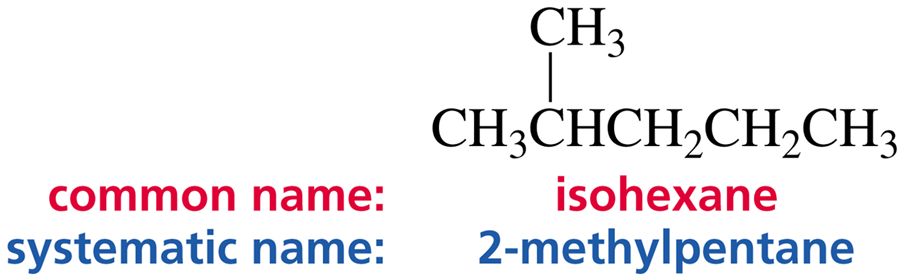 CH₃
CH₃CHCH₂CH₂CH₃
common name: isohexane
systematic name: 2-methylpentane